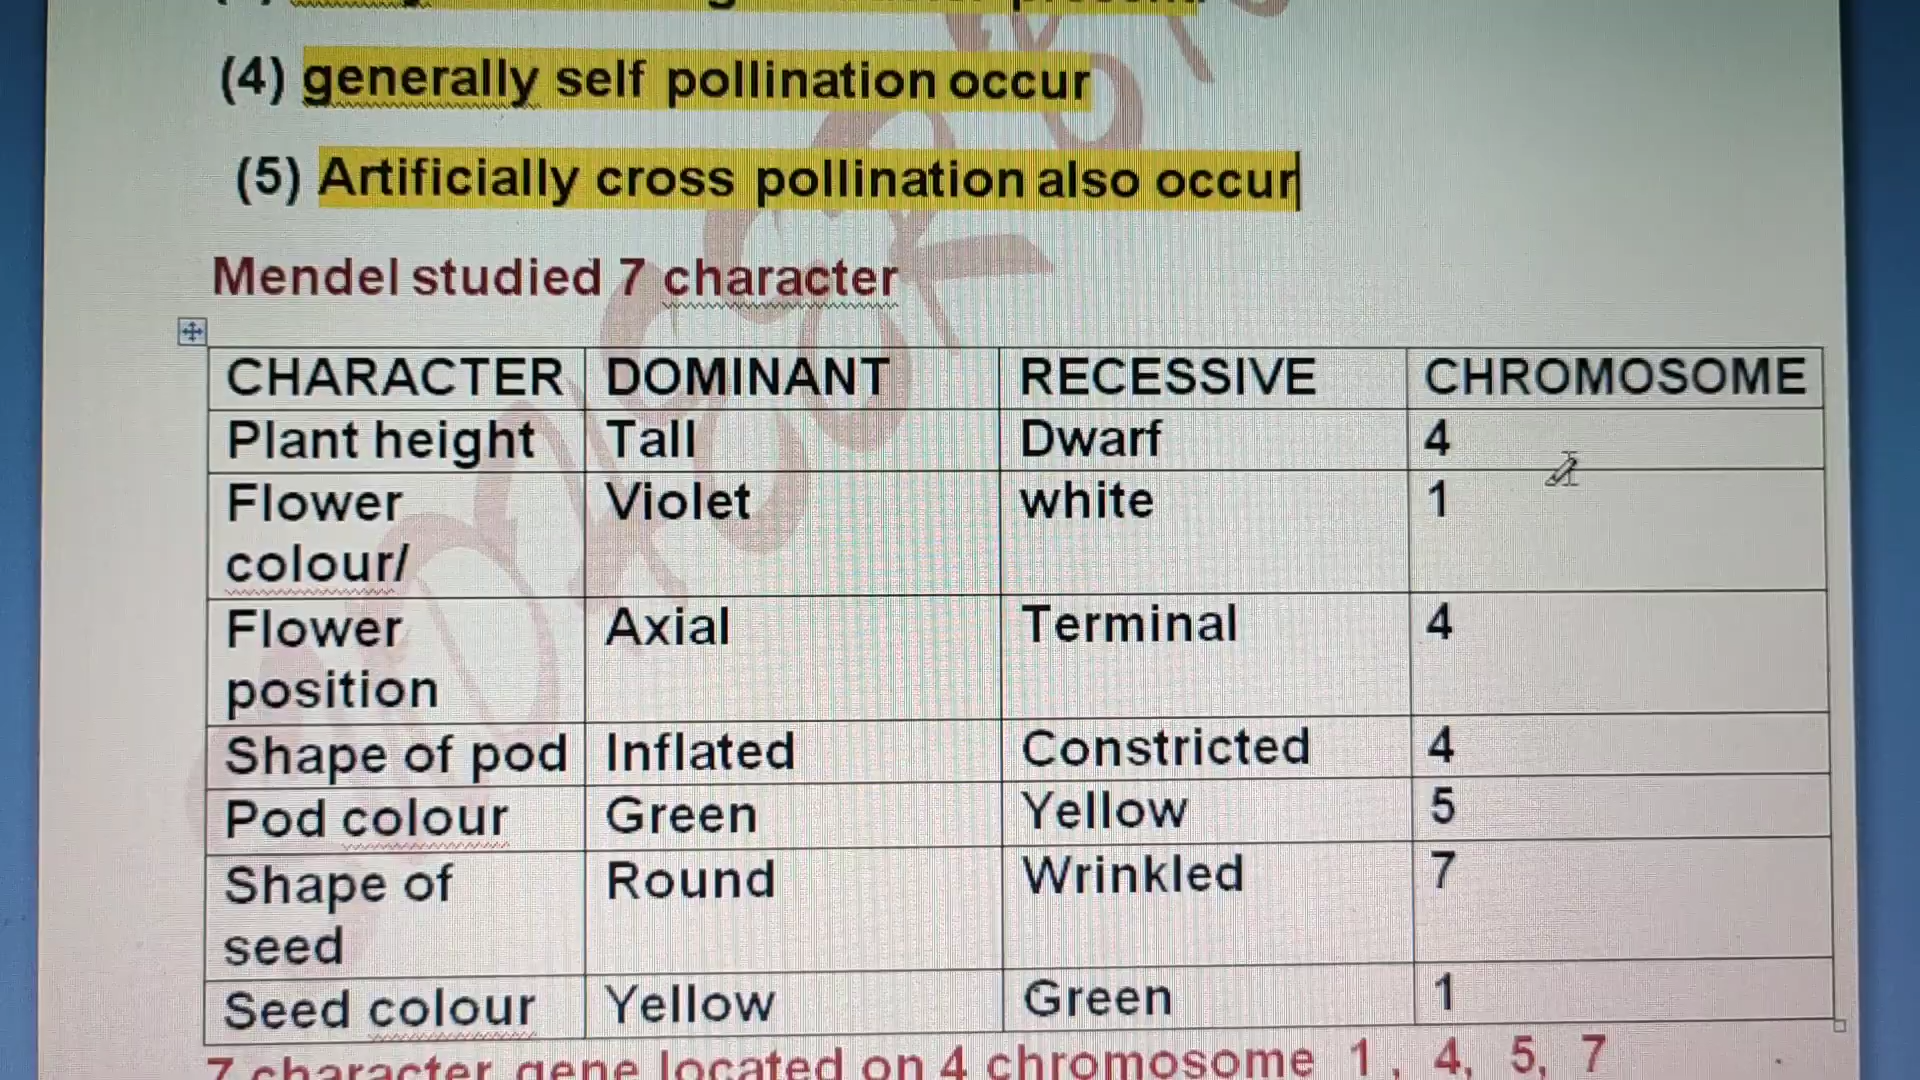 (4) generally self pollination occur
(5) Artificially cross pollination also occur
Mendel studied 7 character
CHARACTER DOMINANT RECESSIVE CHROMOSOME
Plant height Tall Dwarf 4
Flower Violet white 1
colour/
Flower Axial Terminal 4
position
Shape of pod Inflated Constricted 4
Pod colour Green Yellow 5
Shape of Round Wrinkled 7
seed
Seed colour Yellow Green 1
7 character gene located on 4 chromosome 1, 4, 5, 7